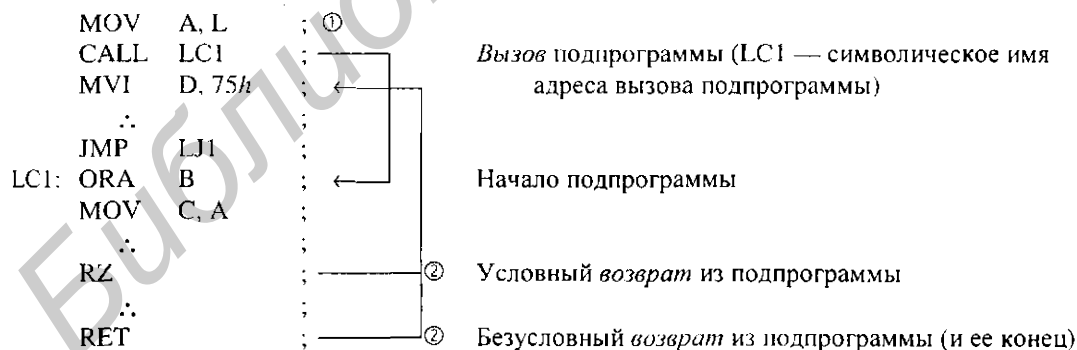 MOV A, L ; ①
CALL LC1 ; Вызов подпрограммы (LC1 — символическое имя
MVI D, 75h ; адреса вызова подпрограммы)
∴ ;
JMP LJ1 ;
LC1: ORA B ; Начало подпрограммы
MOV C, A ;
∴ ;
RZ ; ② Условный возврат из подпрограммы
∴ ;
RET ; ② Безусловный возврат из подпрограммы (и ее конец)